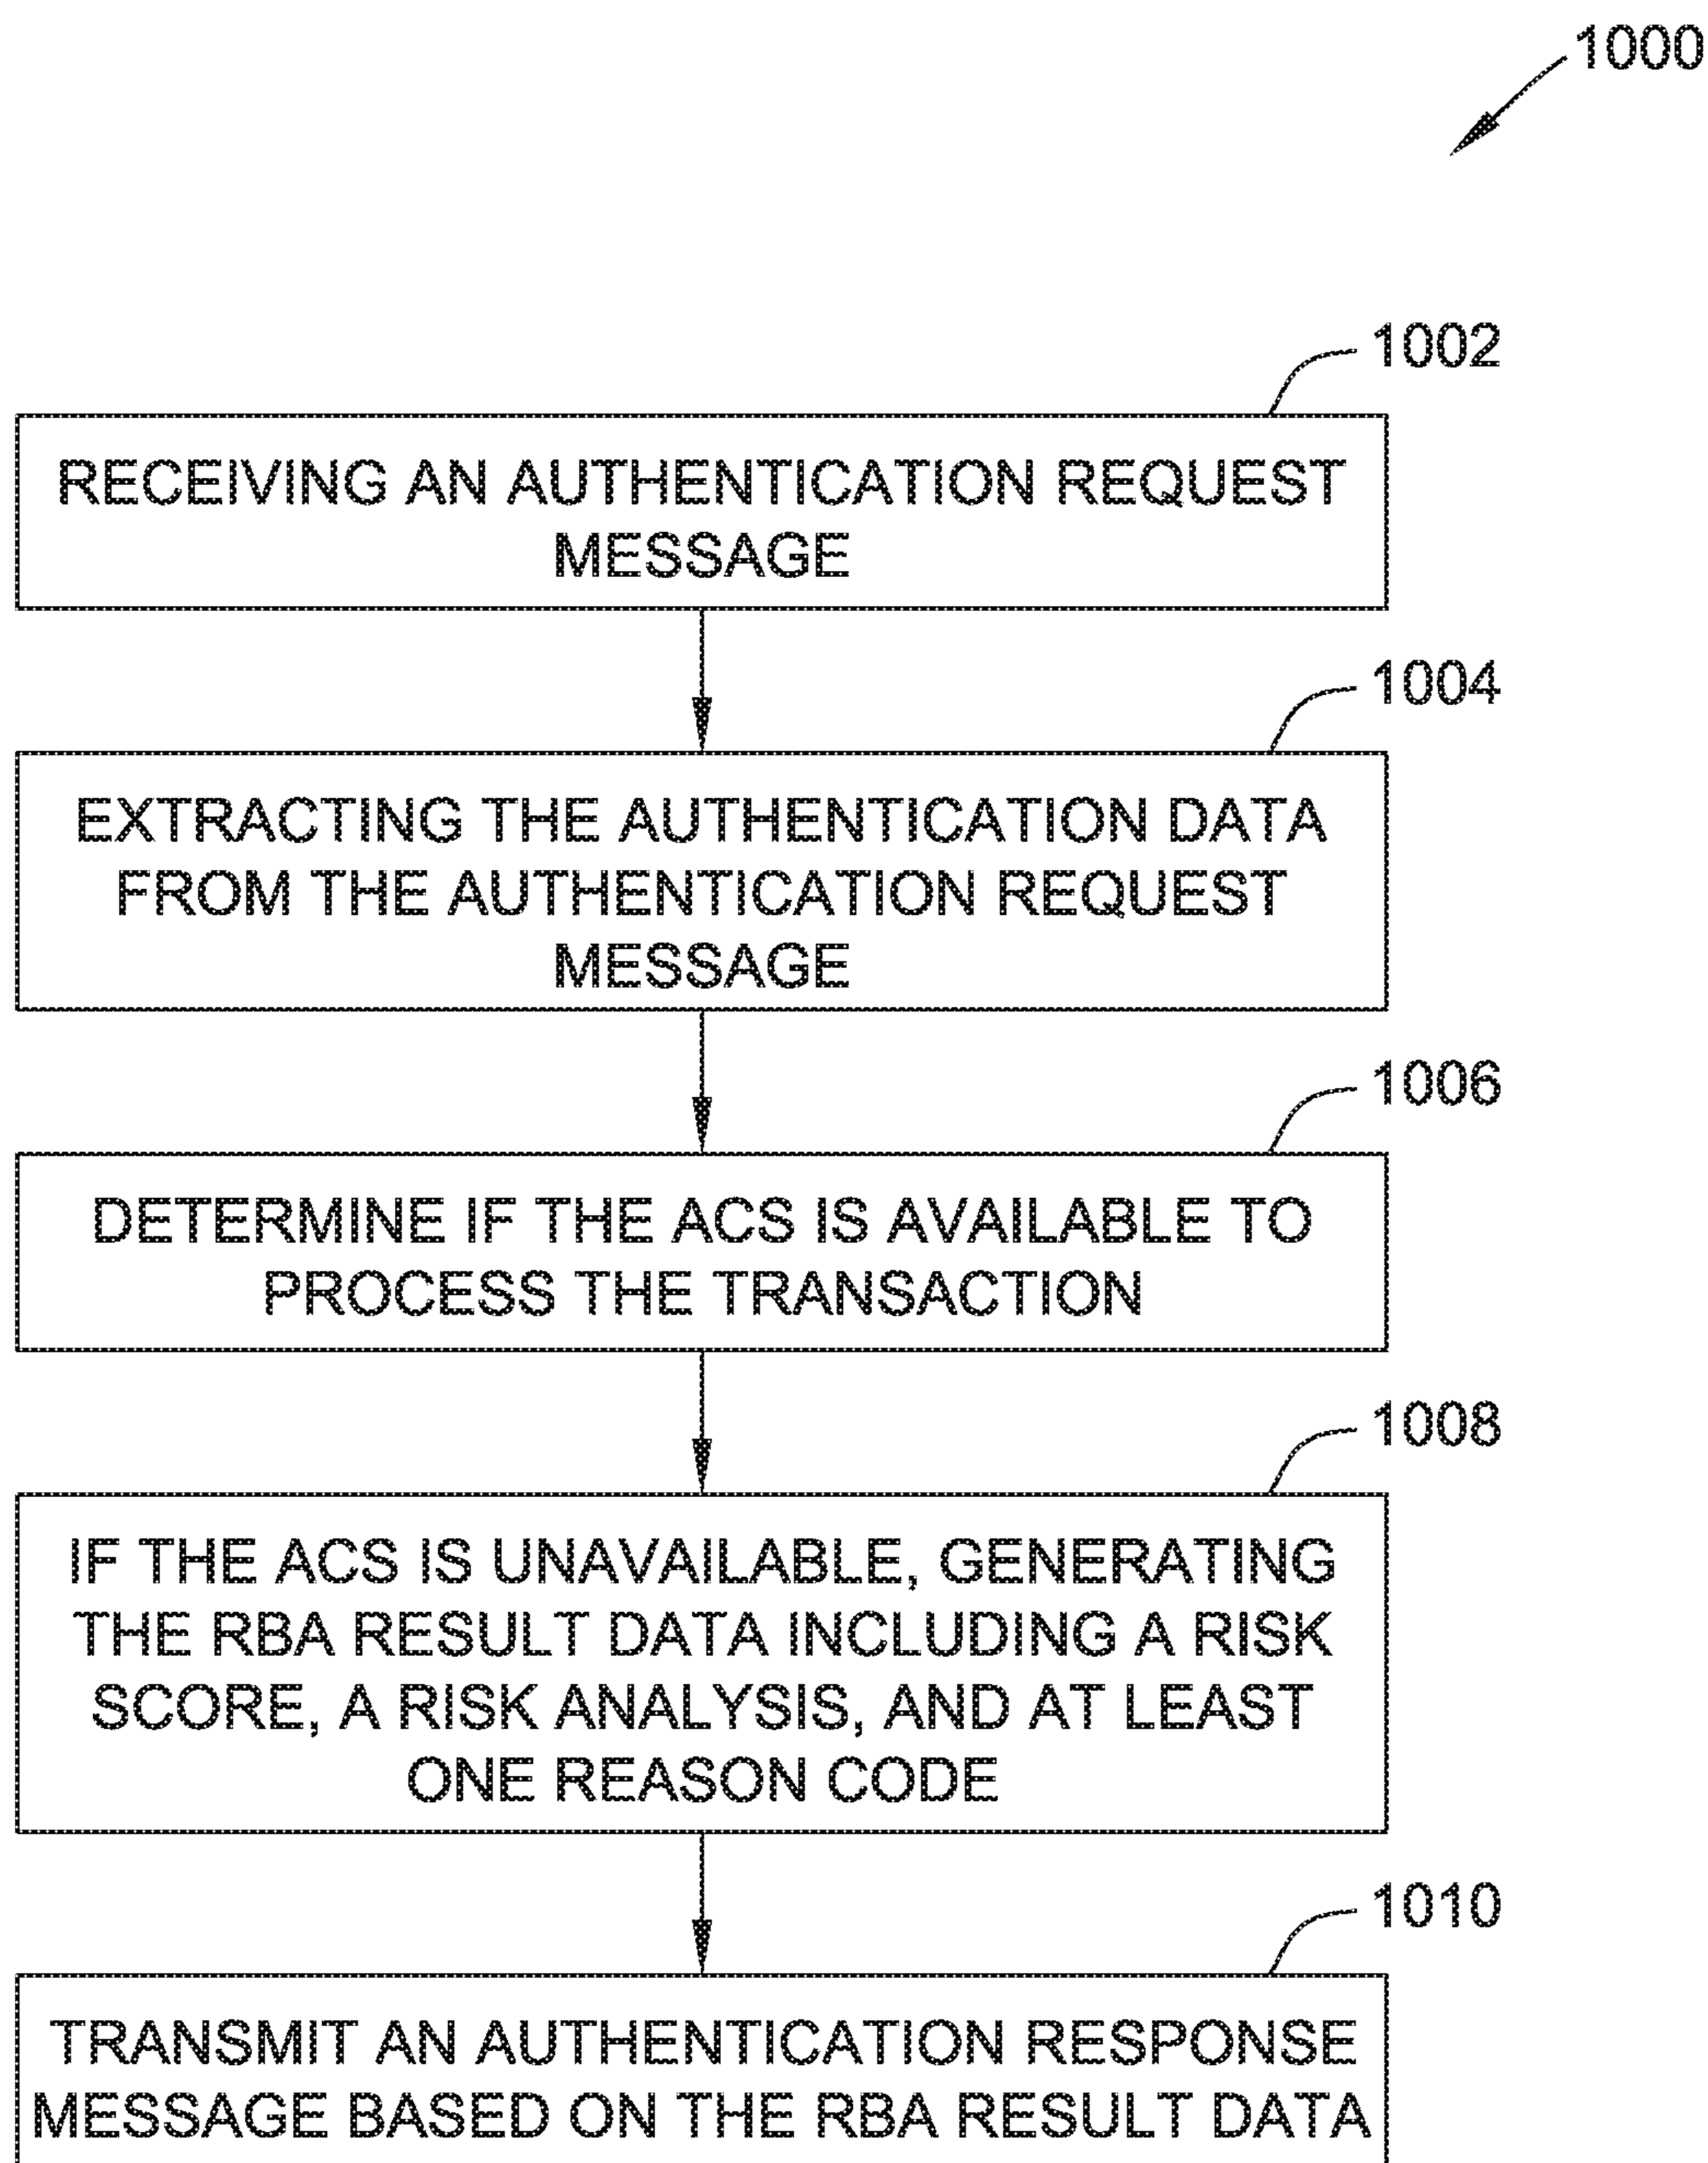 1000
1002
RECEIVING AN AUTHENTICATION REQUEST
MESSAGE
1004
EXTRACTING THE AUTHENTICATION DATA
FROM THE AUTHENTICATION REQUEST
MESSAGE
1006
DETERMINE IF THE ACS IS AVAILABLE TO
PROCESS THE TRANSACTION
1008
IF THE ACS IS UNAVAILABLE, GENERATING
THE RBA RESULT DATA INCLUDING A RISK
SCORE, A RISK ANALYSIS, AND AT LEAST
ONE REASON CODE
1010
TRANSMIT AN AUTHENTICATION RESPONSE
MESSAGE BASED ON THE RBA RESULT DATA